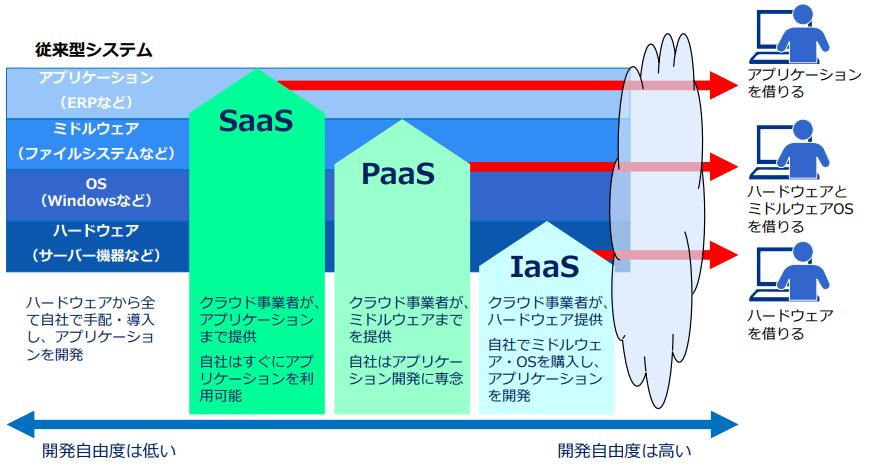 従来型システム
アプリケーション
（ERPなど）
ミドルウェア
（ファイルシステムなど）
OS
（Windowsなど）
ハードウェア
（サーバー機器など）
SaaS
PaaS
IaaS
アプリケーション
を借りる
ハードウェアと
ミドルウェアOS
を借りる
ハードウェア
を借りる
ハードウェアから全
て自社で手配・導入
し、アプリケーショ
ンを開発
クラウド事業者が、
アプリケーション
まで提供
自社はすぐにアプ
リケーションを利
用可能
クラウド事業者が、
ミドルウェアまで
を提供
自社はアプリケー
ション開発に専念
クラウド事業者が、
ハードウェア提供
自社でミドルウェ
ア・OSを購入し、
アプリケーション
を開発
開発自由度は低い
開発自由度は高い